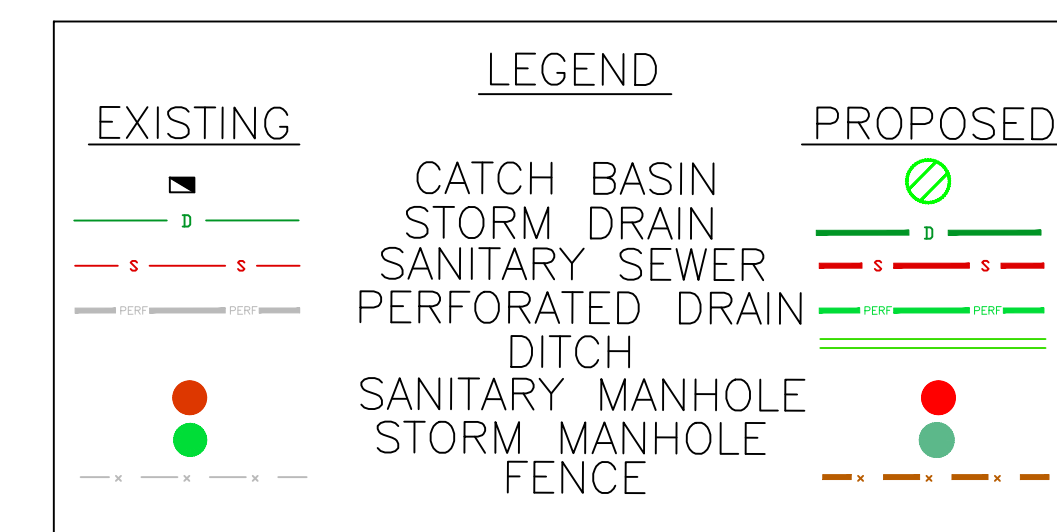 LEGEND
EXISTING PROPOSED
CATCH BASIN
D STORM DRAIN D
S S SANITARY SEWER S S
PERF PERF PERFORATED DRAIN PERF PERF
DITCH
SANITARY MANHOLE
STORM MANHOLE
x x x FENCE x x x